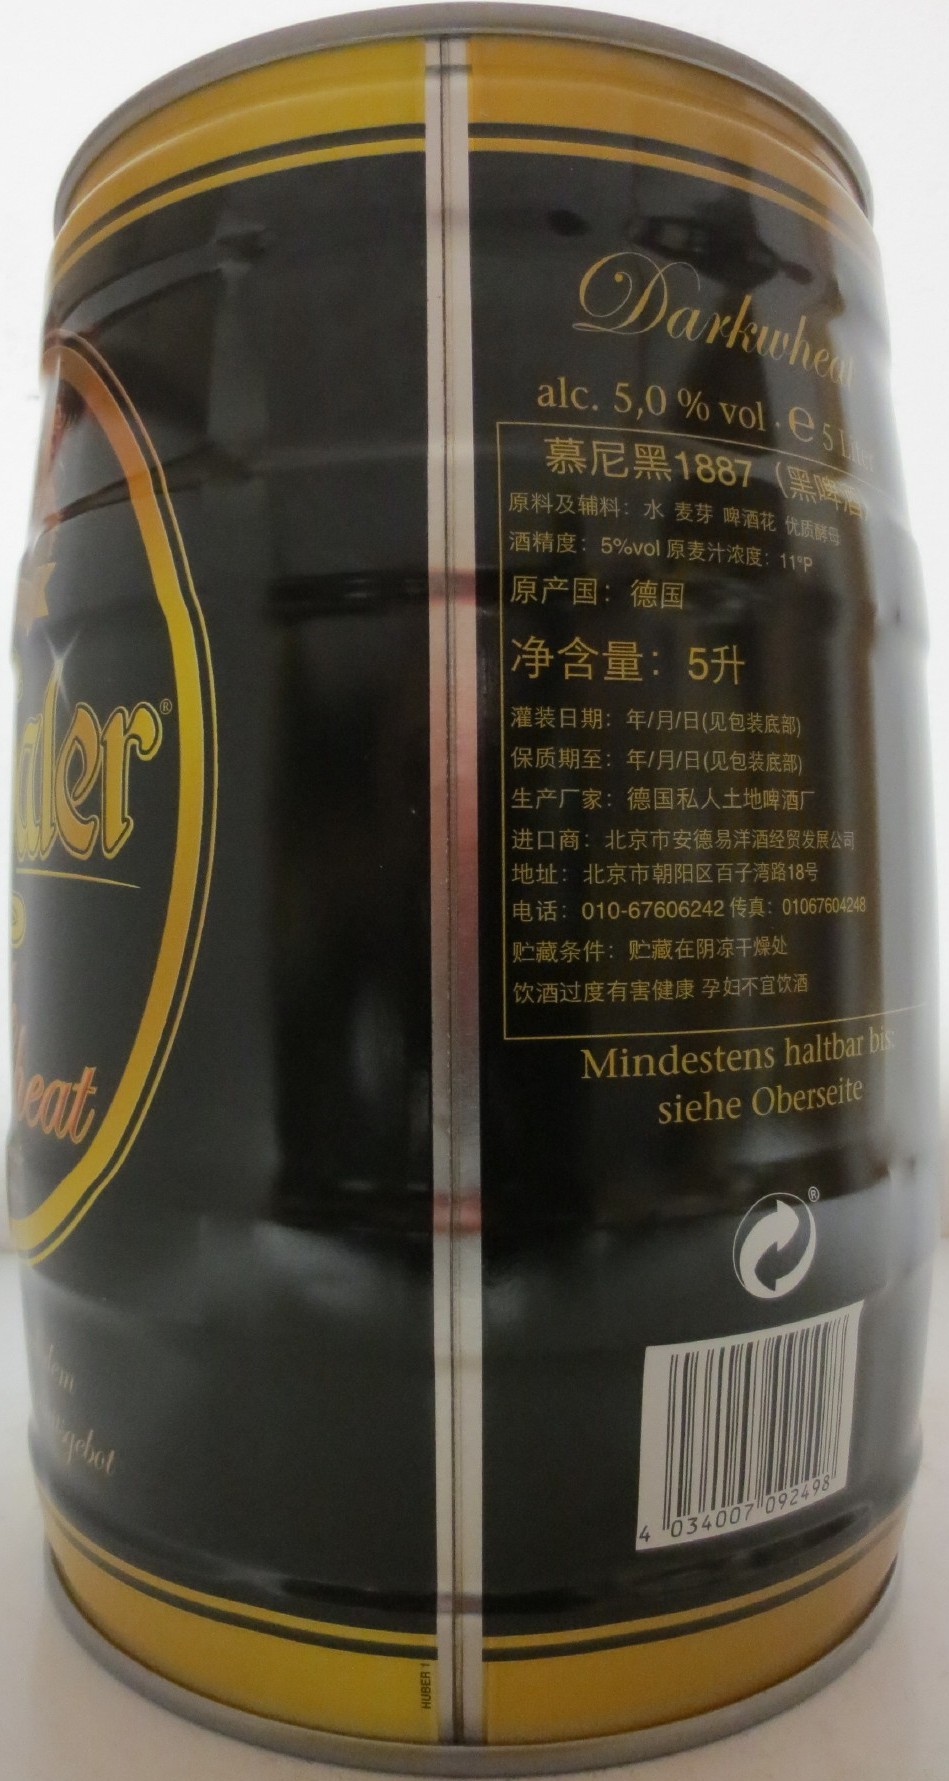 Darkwheat
alc. 5,0 % vol · e 5 Liter
慕尼黑1887（黑啤酒）
原料及辅料：水 麦芽 啤酒花 优质酵母
酒精度：5%vol 原麦汁浓度：11°P
原产国：德国
净含量：5升
灌装日期：年/月/日(见包装底部)
保质期至：年/月/日(见包装底部)
生产厂家：德国私人土地啤酒厂
进口商：北京市安德易洋酒经贸发展公司
地址：北京市朝阳区百子湾路18号
电话：010-67606242 传真：01067604248
贮藏条件：贮藏在阴凉干燥处
饮酒过度有害健康 孕妇不宜饮酒
Mindestens haltbar bis:
siehe Oberseite
®
4 034007 092498
aler®
heat
HUBER 1